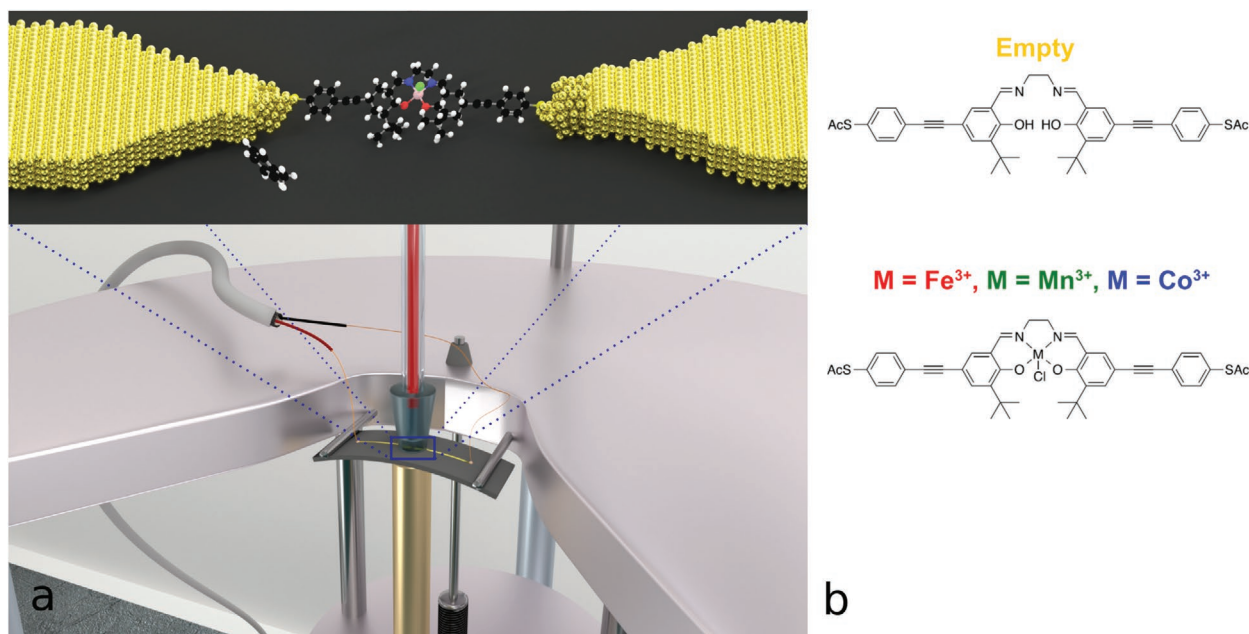 a
Empty
N N
AcS OH HO SAc
M = Fe³⁺, M = Mn³⁺, M = Co³⁺
N N
M
AcS O Cl O SAc
b